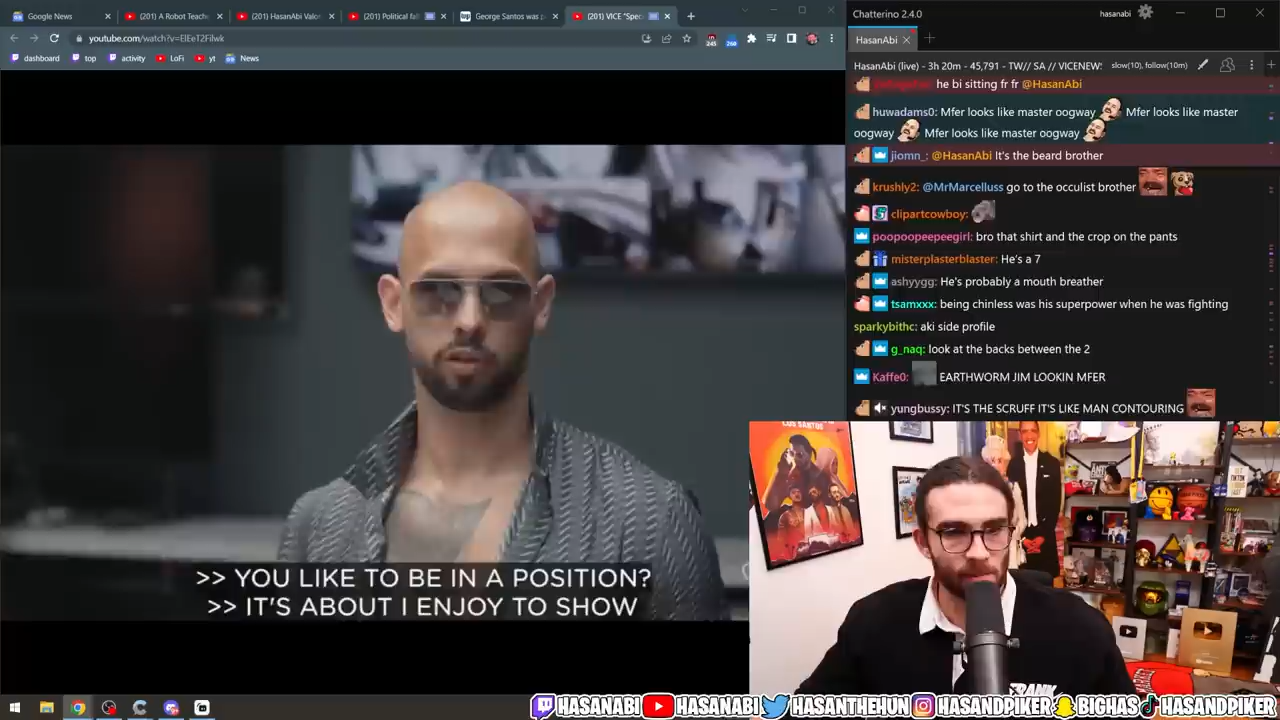 Google News
(201) A Robot Teache
(201) HasanAbi Valor
(201) Political fall
George Santos was p
(201) VICE "Spec
Chatterino 2.4.0
hasanabi
youtube.com/watch?v=ElEeT2Filwk
245
260
HasanAbi
dashboard
top
activity
LoFi
yt
News
HasanAbi (live) - 3h 20m - 45,791 - TW// SA // VICENEWS
slow(10), follow(10m)
he bi sitting fr fr @HasanAbi
huwadams0: Mfer looks like master oogway Mfer looks like master
oogway Mfer looks like master oogway
jiomn_: @HasanAbi It's the beard brother
krushly2: @MrMarcelluss go to the occulist brother
clipartcowboy:
poopoopeepeegirl: bro that shirt and the crop on the pants
misterplasterblaster: He's a 7
ashyygg: He's probably a mouth breather
tsamxxx: being chinless was his superpower when he was fighting
sparkybithc: aki side profile
g_naq: look at the backs between the 2
Kaffe0: EARTHWORM JIM LOOKIN MFER
yungbussy: IT'S THE SCRUFF IT'S LIKE MAN CONTOURING
LOS SANTOS
>> YOU LIKE TO BE IN A POSITION?
>> IT'S ABOUT I ENJOY TO SHOW
HASANABI
HASANABI
HASANTHEHUN
HASANDPIKER
BIGHAS
HASANDPIKER